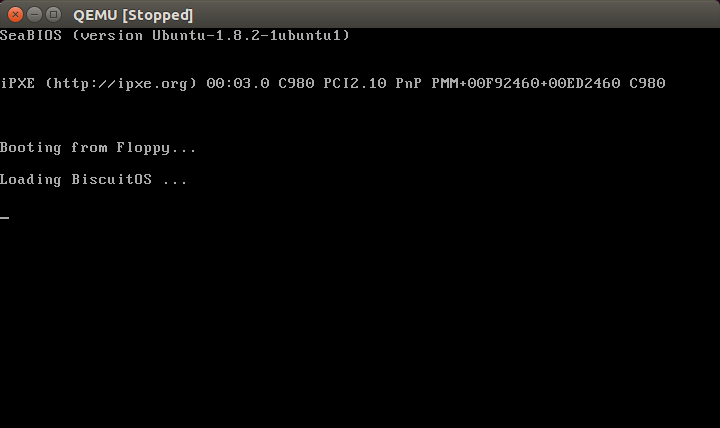 QEMU [Stopped]
SeaBIOS (version Ubuntu-1.8.2-1ubuntu1)
iPXE (http://ipxe.org) 00:03.0 C980 PCI2.10 PnP PMM+00F92460+00ED2460 C980
Booting from Floppy...
Loading BiscuitOS ...